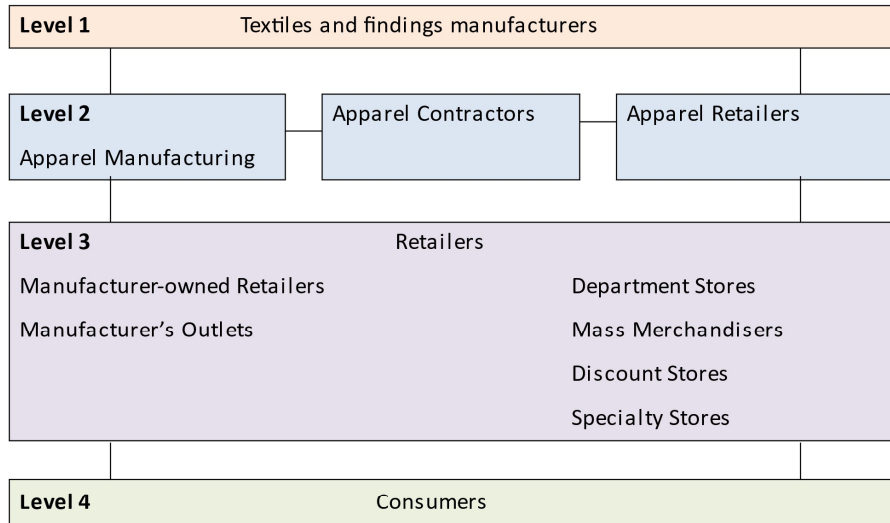 Level 1 Textiles and findings manufacturers
Level 2
Apparel Manufacturing
Apparel Contractors
Apparel Retailers
Level 3 Retailers
Manufacturer-owned Retailers
Manufacturer’s Outlets
Department Stores
Mass Merchandisers
Discount Stores
Specialty Stores
Level 4 Consumers